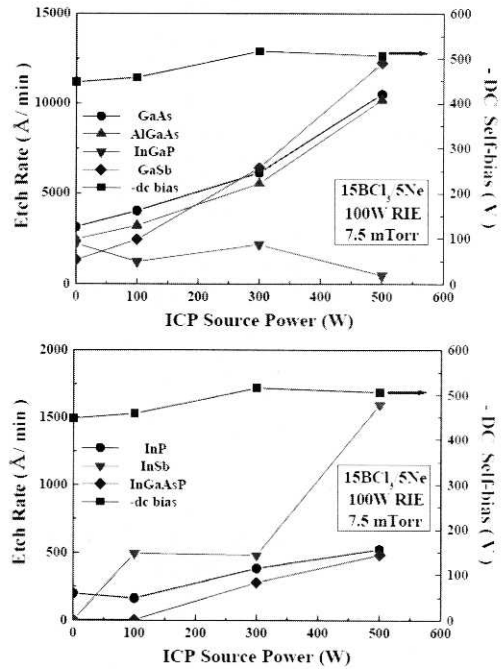 15000
600
500
10000
400
GaAs
AlGaAs
InGaP
GaSb
-dc bias
300
5000
15BCl, 5Ne
100W RIE
7.5 mTorr
200
100
0
0
0
100
200
300
400
500
600
Etch Rate ( Å/ min )
- DC Self-bias ( V )
ICP Source Power (W)
2000
600
1500
500
400
InP
InSb
InGaAsP
-dc bias
1000
300
15BCl, 5Ne
100W RIE
7.5 mTorr
500
200
100
0
0
0
100
200
300
400
500
600
Etch Rate ( Å/ min )
- DC Self-bias ( V )
ICP Source Power (W)